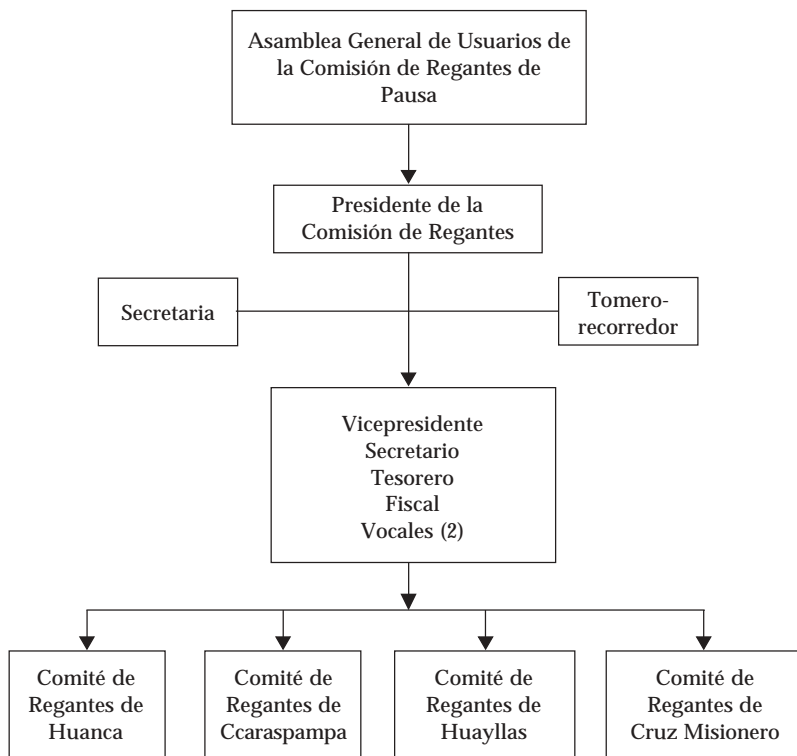 Asamblea General de Usuarios de
la Comisión de Regantes de
Pausa
Presidente de la
Comisión de Regantes
Secretaria
Tomero-
recorredor
Vicepresidente
Secretario
Tesorero
Fiscal
Vocales (2)
Comité de
Regantes de
Huanca
Comité de
Regantes de
Ccaraspampa
Comité de
Regantes de
Huayllas
Comité de
Regantes de
Cruz Misionero